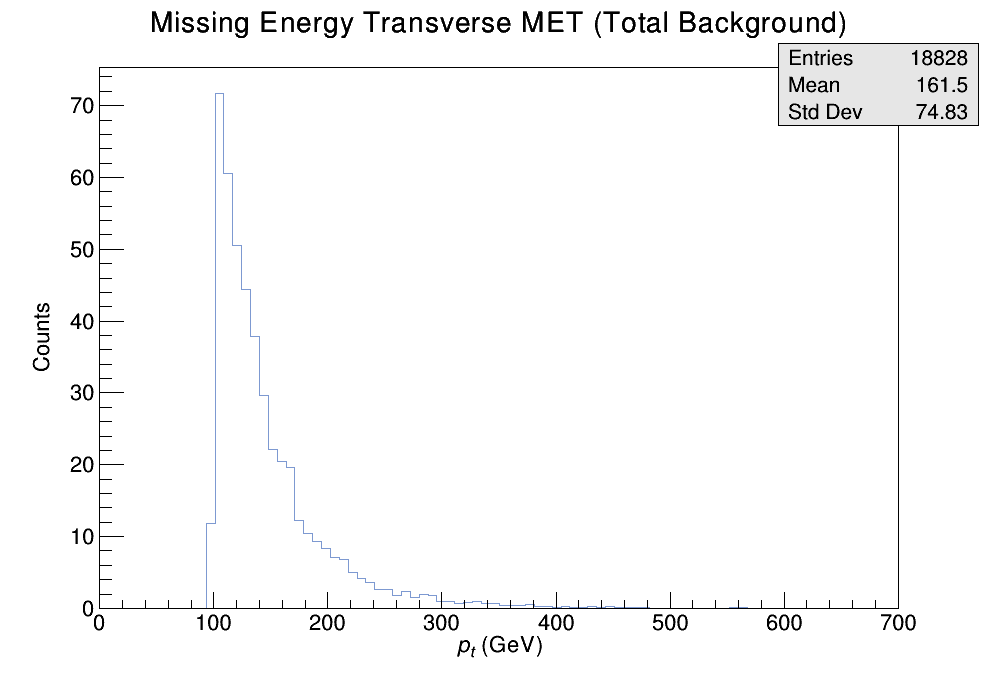 Missing Energy Transverse MET (Total Background)
Entries 18828
Mean 161.5
Std Dev 74.83
70
60
50
40
30
20
10
0
Counts
0 100 200 300 400 500 600 700
p_t (GeV)